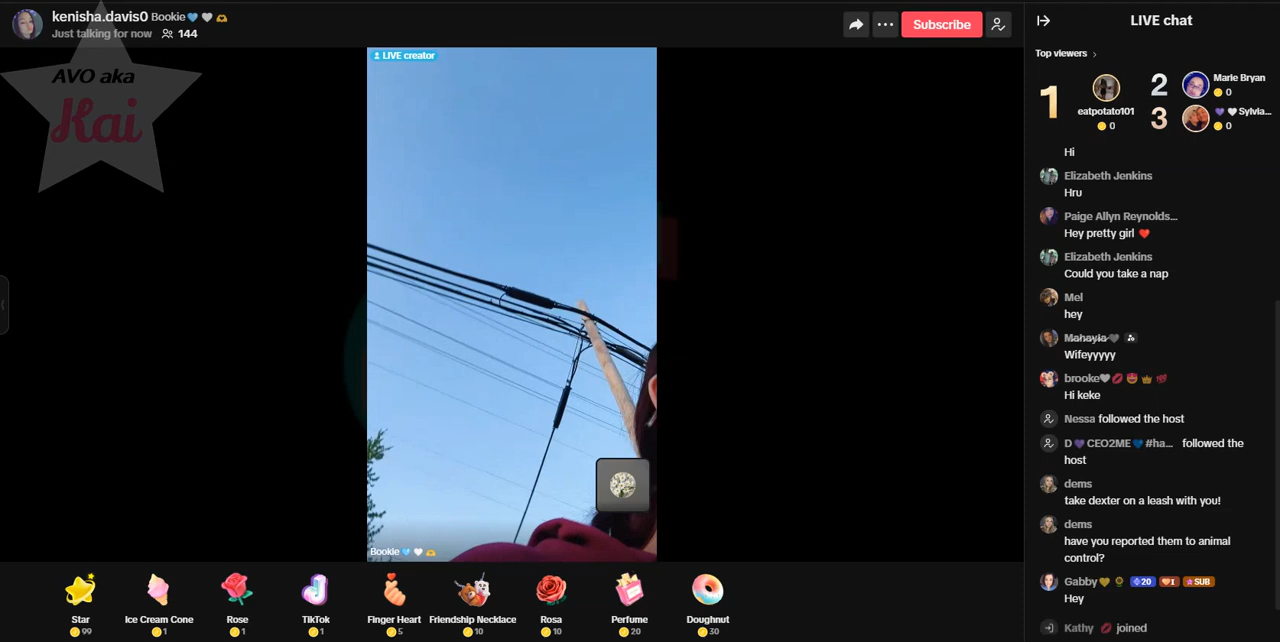 kenisha.davis0 Bookie🩵🤍🫶
Just talking for now 144
Subscribe
AVO aka
Kai
LIVE creator
Bookie🩵🤍🫶
Star
99
Ice Cream Cone
1
Rose
1
TikTok
1
Finger Heart
5
Friendship Necklace
10
Rosa
10
Perfume
20
Doughnut
30
LIVE chat
Top viewers
1
eatpotato101
0
2
Marie Bryan
0
3
💜🤍Sylvia...
0
Hi
Elizabeth Jenkins
Hru
Paige Allyn Reynolds...
Hey pretty girl ❤️
Elizabeth Jenkins
Could you take a nap
Mel
hey
Mahayla
Wifeyyyyy
brooke
Hi keke
Nessa followed the host
D💜CEO2ME💙#ha... followed the
host
dems
take dexter on a leash with you!
dems
have you reported them to animal
control?
Gabby💛🌻 20 I SUB
Hey
Kathy 💋 joined